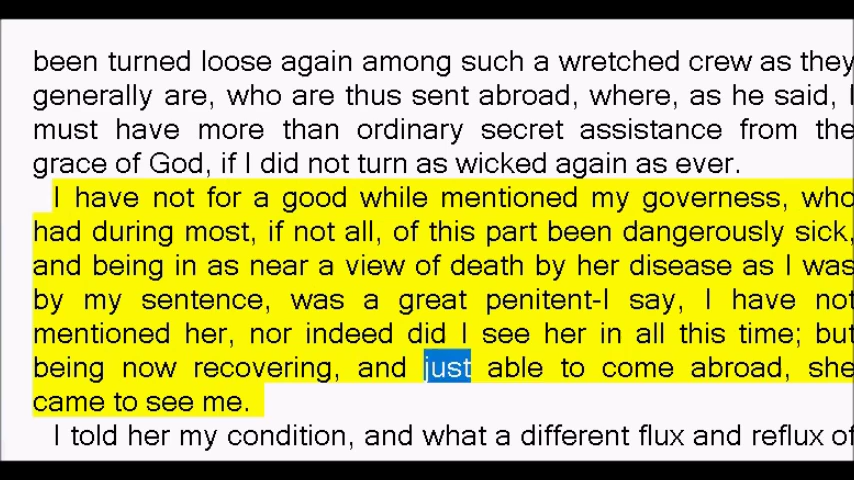 been turned loose again among such a wretched crew as they
generally are, who are thus sent abroad, where, as he said, I
must have more than ordinary secret assistance from the
grace of God, if I did not turn as wicked again as ever.
I have not for a good while mentioned my governess, who
had during most, if not all, of this part been dangerously sick,
and being in as near a view of death by her disease as I was
by my sentence, was a great penitent-I say, I have not
mentioned her, nor indeed did I see her in all this time; but
being now recovering, and just able to come abroad, she
came to see me.
I told her my condition, and what a different flux and reflux of